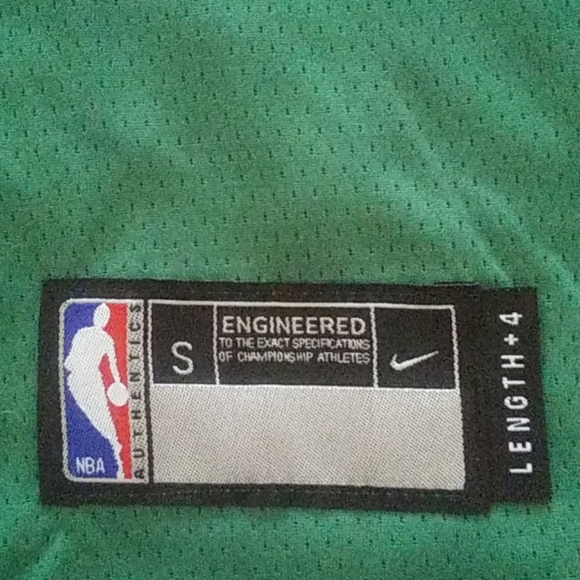 NBA
AUTHENTICS
S
ENGINEERED
TO THE EXACT SPECIFICATIONS
OF CHAMPIONSHIP ATHLETES
LENGTH+4